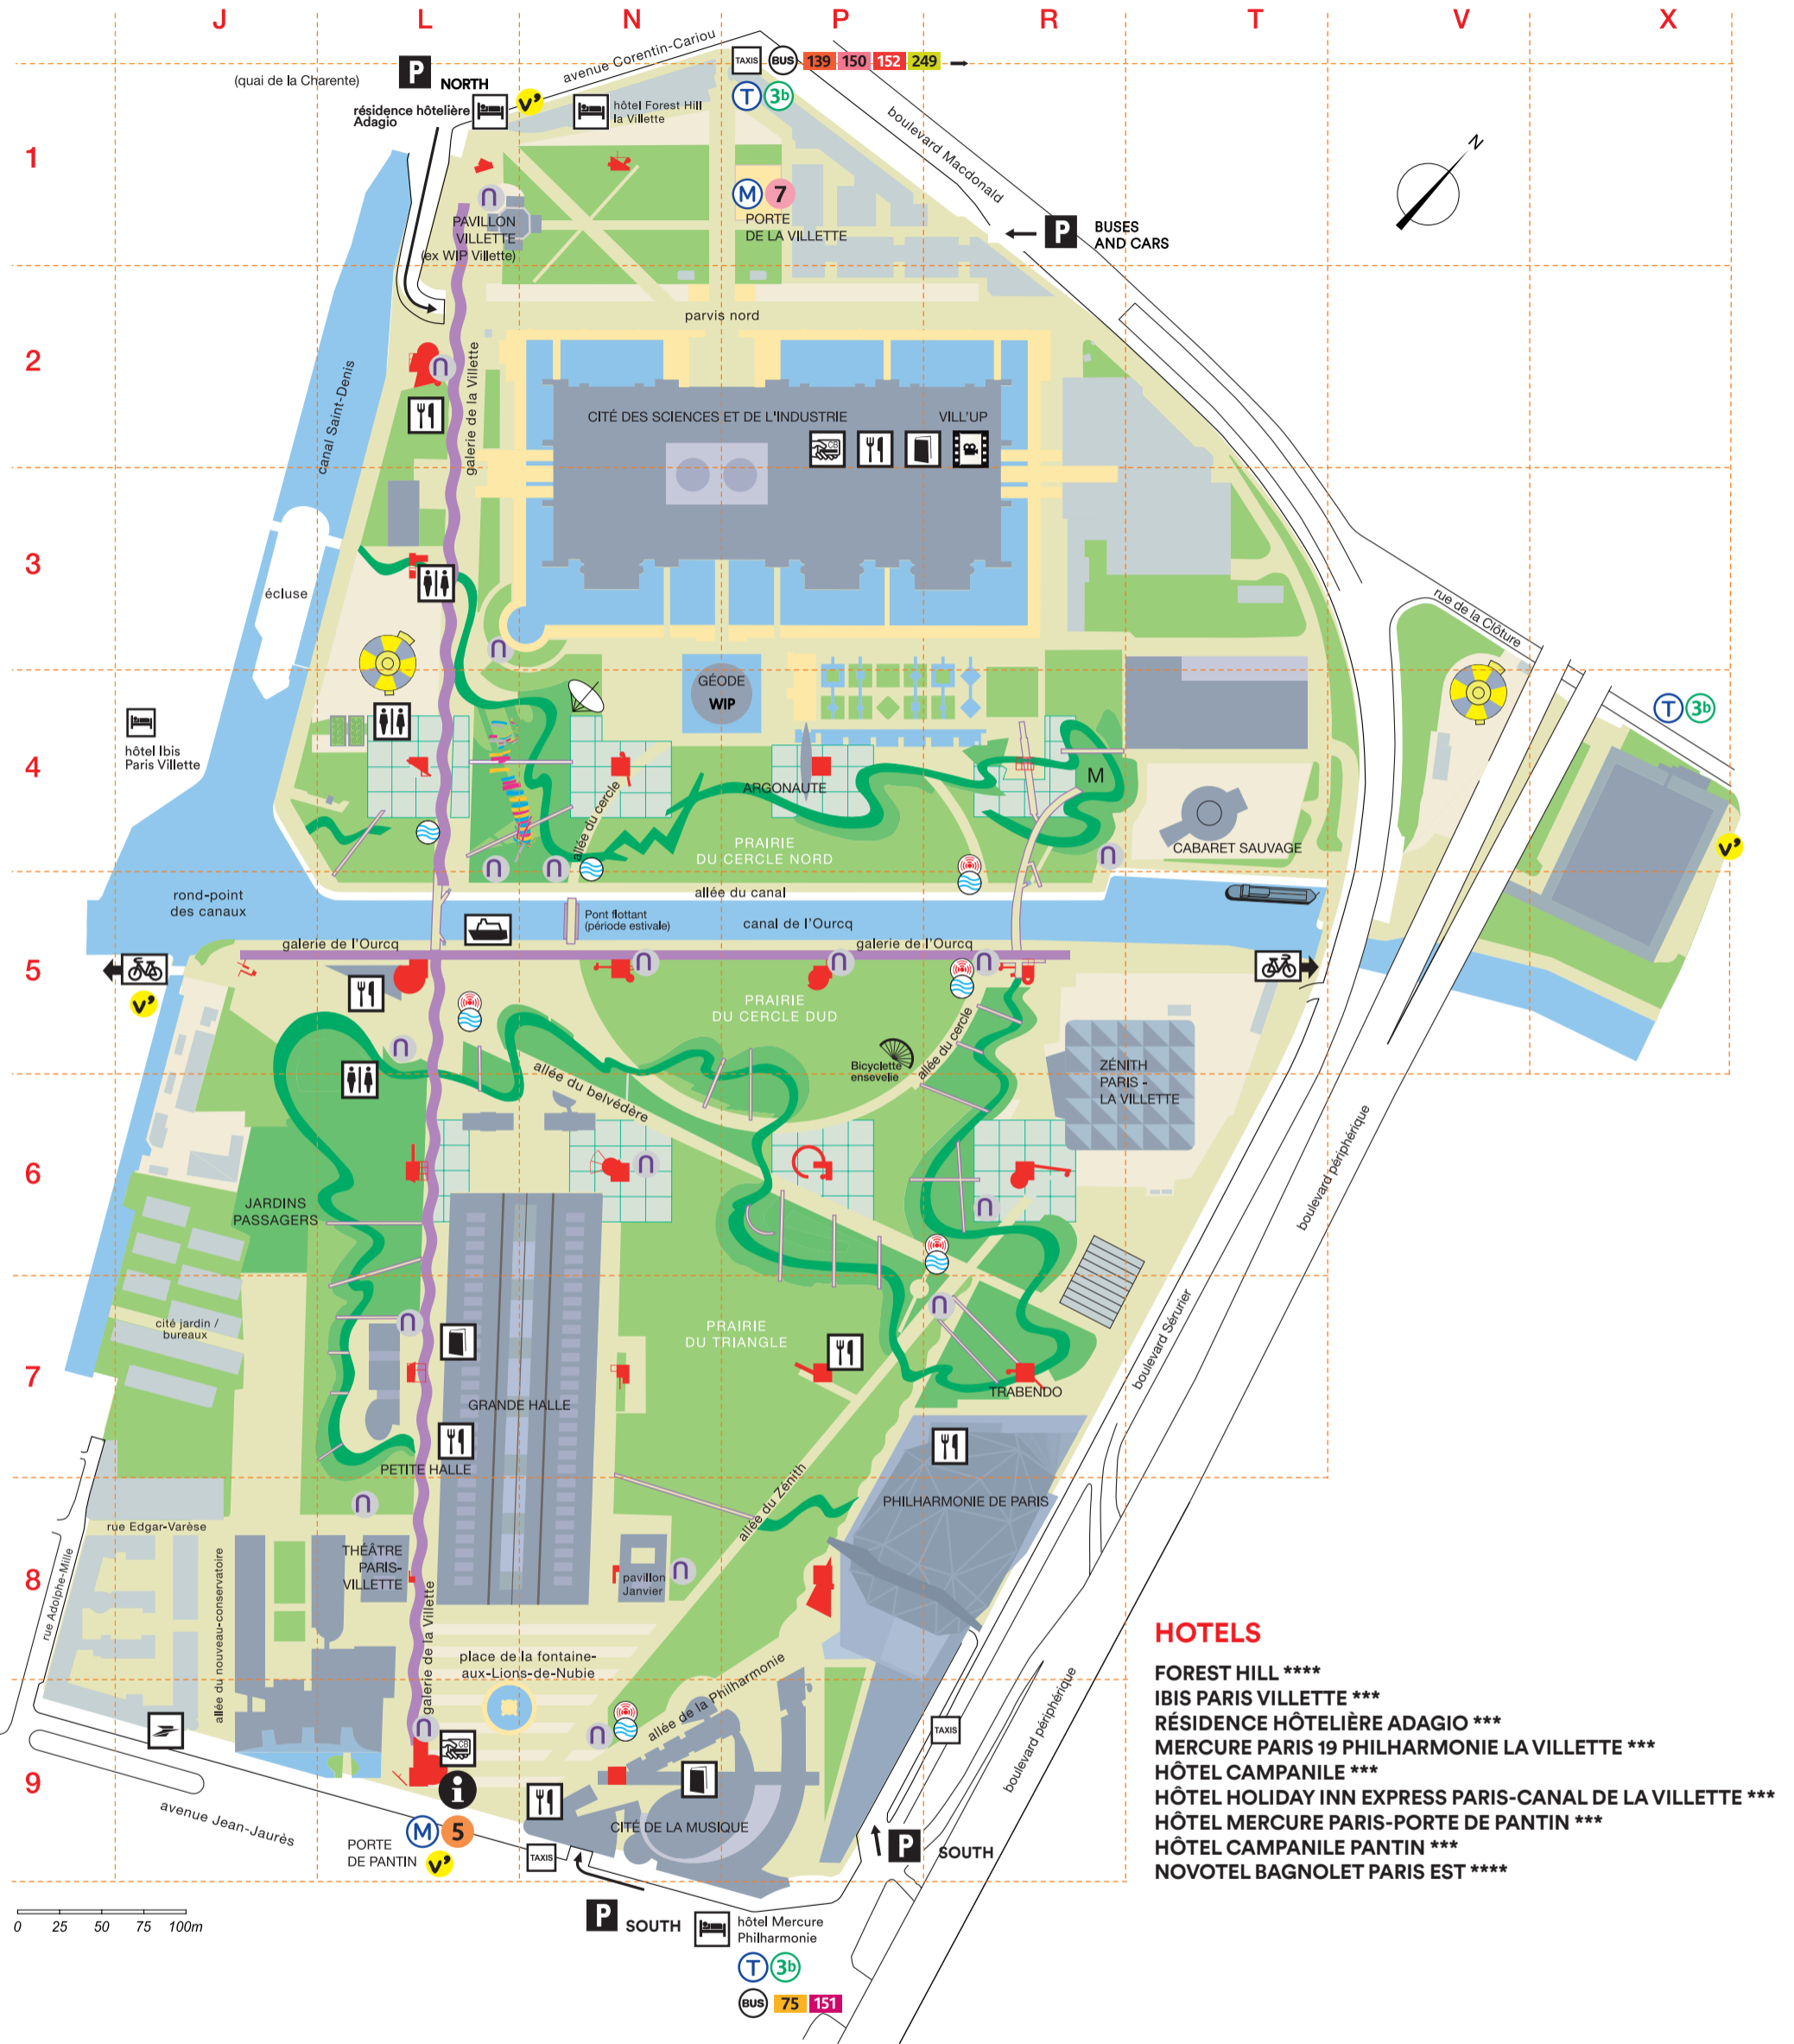 J L N P R T V X
avenue Corentin-Cariou
TAXIS BUS 139 150 152 249
(quai de la Charente)
P NORTH
T 3b
résidence hôtelière
Adagio
V'
hôtel Forest Hill
la Villette
boulevard Macdonald
N
1
M 7
PORTE
DE LA VILLETTE
PAVILLON
VILLETTE
(ex WIP Villette)
P BUSES
AND CARS
parvis nord
2
canal Saint-Denis
galerie de la Villette
CITÉ DES SCIENCES ET DE L'INDUSTRIE
VILL'UP
CB
3
écluse
rue de la Clôture
GÉODE
WIP
T 3b
hôtel Ibis
Paris Villette
4
ARGONAUTE
M
allée du cercle
PRAIRIE
DU CERCLE NORD
CABARET SAUVAGE
V'
rond-point
des canaux
allée du canal
Pont flottant
(période estivale)
canal de l'Ourcq
galerie de l'Ourcq
galerie de l'Ourcq
5
V'
PRAIRIE
DU CERCLE DUD
allée du cercle
Bicyclette
ensevelie
ZÉNITH
PARIS -
LA VILLETTE
allée du belvédère
boulevard périphérique
6
JARDINS
PASSAGERS
cité jardin /
bureaux
PRAIRIE
DU TRIANGLE
boulevard Sérurier
7
TRABENDO
GRANDE HALLE
PETITE HALLE
allée du Zénith
PHILHARMONIE DE PARIS
rue Edgar-Varèse
rue Adolphe-Mille
allée du nouveau-conservatoire
THÉÂTRE
PARIS-
VILLETTE
8
pavillon
Janvier
galerie de la Villette
place de la fontaine-
aux-Lions-de-Nubie
allée de la Philharmonie
TAXIS
boulevard périphérique
CB
i
9
avenue Jean-Jaurès
M 5
PORTE
DE PANTIN
V'
CITÉ DE LA MUSIQUE
TAXIS
P SOUTH
P SOUTH
hôtel Mercure
Philharmonie
T 3b
BUS 75 151
0 25 50 75 100m
HOTELS
FOREST HILL ****
IBIS PARIS VILLETTE ***
RÉSIDENCE HÔTELIÈRE ADAGIO ***
MERCURE PARIS 19 PHILHARMONIE LA VILLETTE ***
HÔTEL CAMPANILE ***
HÔTEL HOLIDAY INN EXPRESS PARIS-CANAL DE LA VILLETTE ***
HÔTEL MERCURE PARIS-PORTE DE PANTIN ***
HÔTEL CAMPANILE PANTIN ***
NOVOTEL BAGNOLET PARIS EST ****